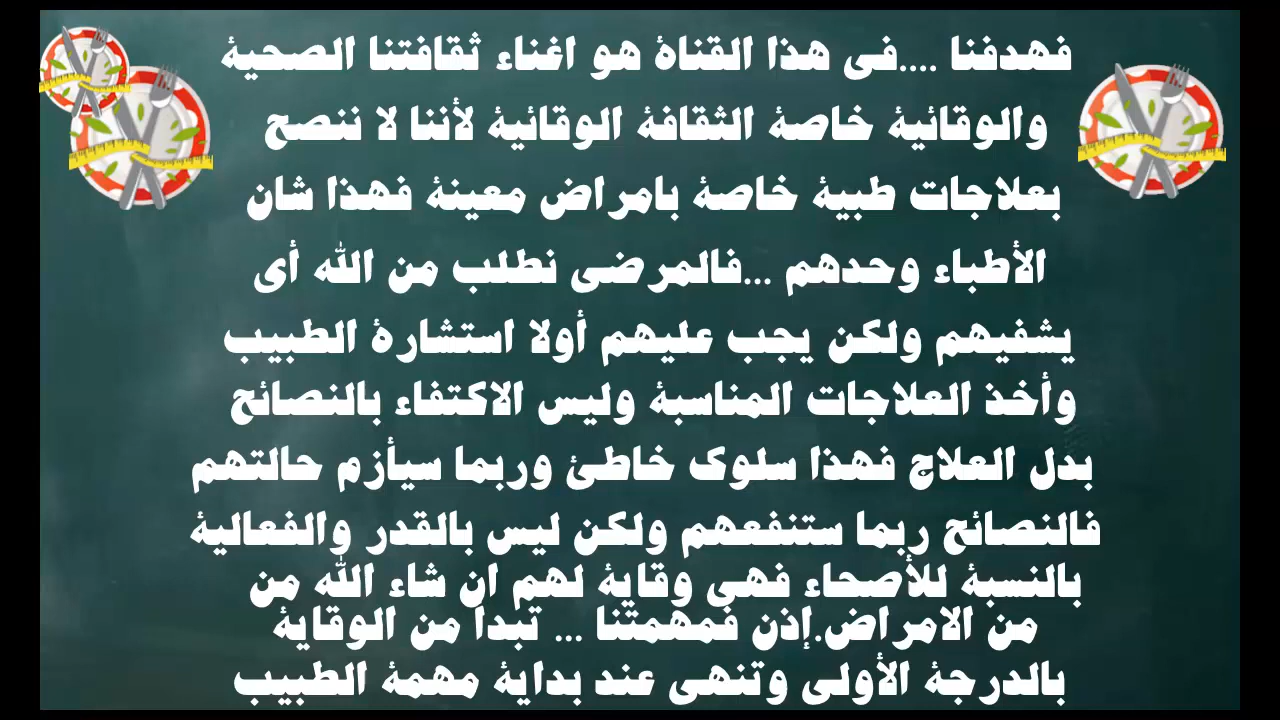 فهدفنا ....فى هذا القناة هو اغناء ثقافتنا الصحية
والوقائية خاصة الثقافة الوقائية لأننا لا ننصح
بعلاجات طبية خاصة بامراض معينة فهذا شان
الأطباء وحدهم ...فالمرضى نطلب من الله أى
يشفيهم ولكن يجب عليهم أولا استشارة الطبيب
وأخذ العلاجات المناسبة وليس الاكتفاء بالنصائح
بدل العلاج فهذا سلوك خاطئ وربما سيأزم حالتهم
فالنصائح ربما ستنفعهم ولكن ليس بالقدر والفعالية
بالنسبة للأصحاء فهى وقاية لهم ان شاء الله من
من الامراض.إذن فمهمتنا ... تبدا من الوقاية
بالدرجة الأولى وتنهى عند بداية مهمة الطبيب